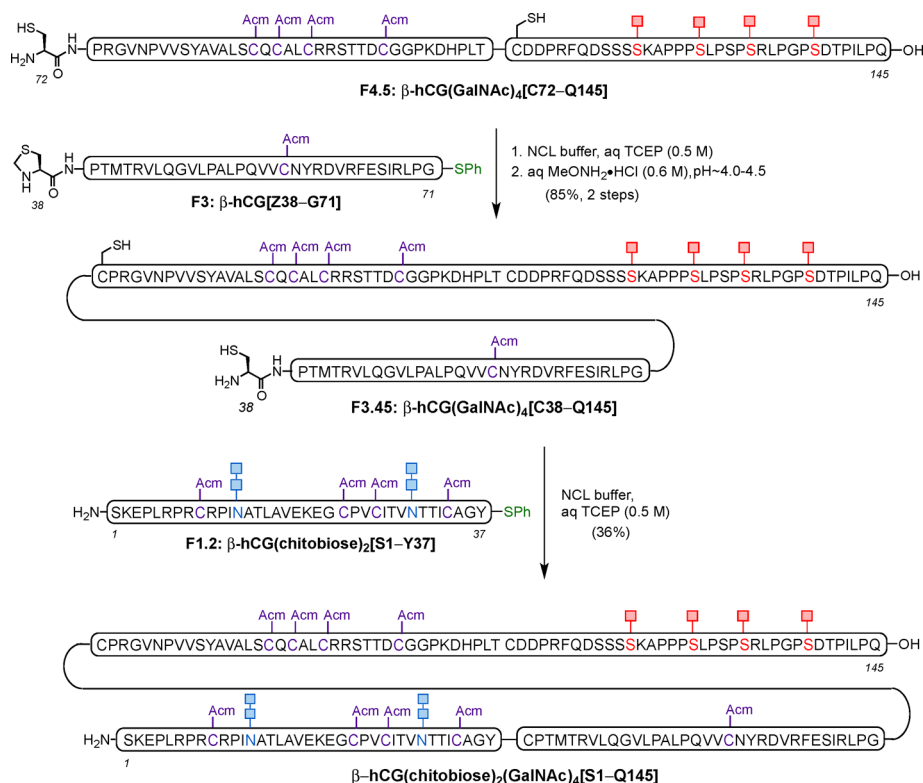 Acm Acm Acm Acm
HS
SH
H
N
PRGVNPVVSYAVALSCQCALCRRSTTDCGGPKDHPLT
CDDPRFQDSSSSKAPPPSLPSPSRLPGPSDTPILPQ
OH
H2N
O
72
145
F4.5: β-hCG(GalNAc)4[C72–Q145]
Acm
S
H
N
PTMTRVLQGVLPALPQVVCNYRDVRFESIRLPG
SPh
N
H
O
38
71
F3: β-hCG[Z38–G71]
1. NCL buffer, aq TCEP (0.5 M)
2. aq MeONH2•HCl (0.6 M), pH~4.0-4.5
(85%, 2 steps)
SH
Acm Acm Acm Acm
CPRGVNPVVSYAVALSCQCALCRRSTTDCGGPKDHPLT CDDPRFQDSSSSKAPPPSLPSPSRLPGPSDTPILPQ
OH
145
Acm
HS
H
N
PTMTRVLQGVLPALPQVVCNYRDVRFESIRLPG
H2N
O
38
F3.45: β-hCG(GalNAc)4[C38–Q145]
Acm Acm Acm Acm
H2N
SKEPLRPRCRPINATLAVEKEGCPVCITVNTTICAGY
SPh
1
37
F1.2: β-hCG(chitobiose)2[S1–Y37]
NCL buffer,
aq TCEP (0.5 M)
(36%)
Acm Acm Acm Acm
CPRGVNPVVSYAVALSCQCALCRRSTTDCGGPKDHPLT CDDPRFQDSSSSKAPPPSLPSPSRLPGPSDTPILPQ
OH
145
Acm Acm Acm Acm Acm
H2N
SKEPLRPRCRPINATLAVEKEGCPVCITVNTTICAGY
CPTMTRVLQGVLPALPQVVCNYRDVRFESIRLPG
1
β–hCG(chitobiose)2(GalNAc)4[S1–Q145]